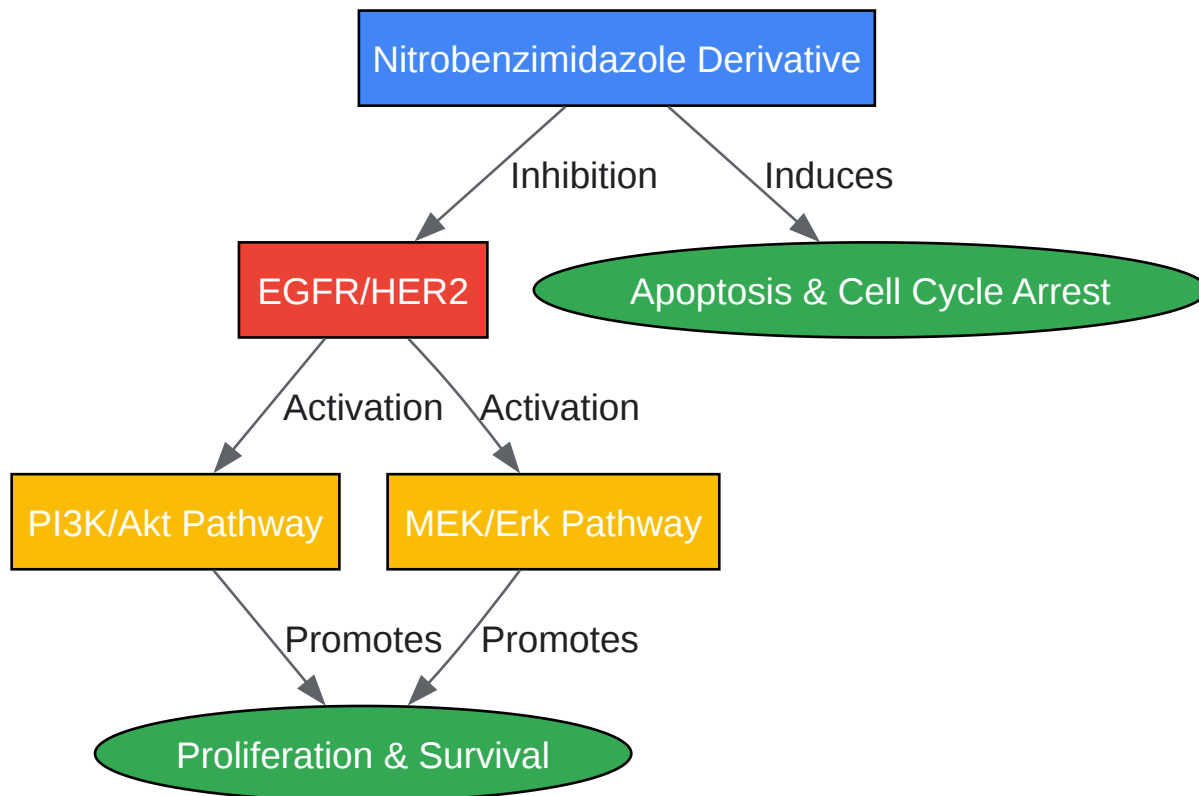 Nitrobenzimidazole Derivative
Inhibition
Induces
EGFR/HER2
Apoptosis & Cell Cycle Arrest
Activation
Activation
PI3K/Akt Pathway
MEK/Erk Pathway
Promotes
Promotes
Proliferation & Survival